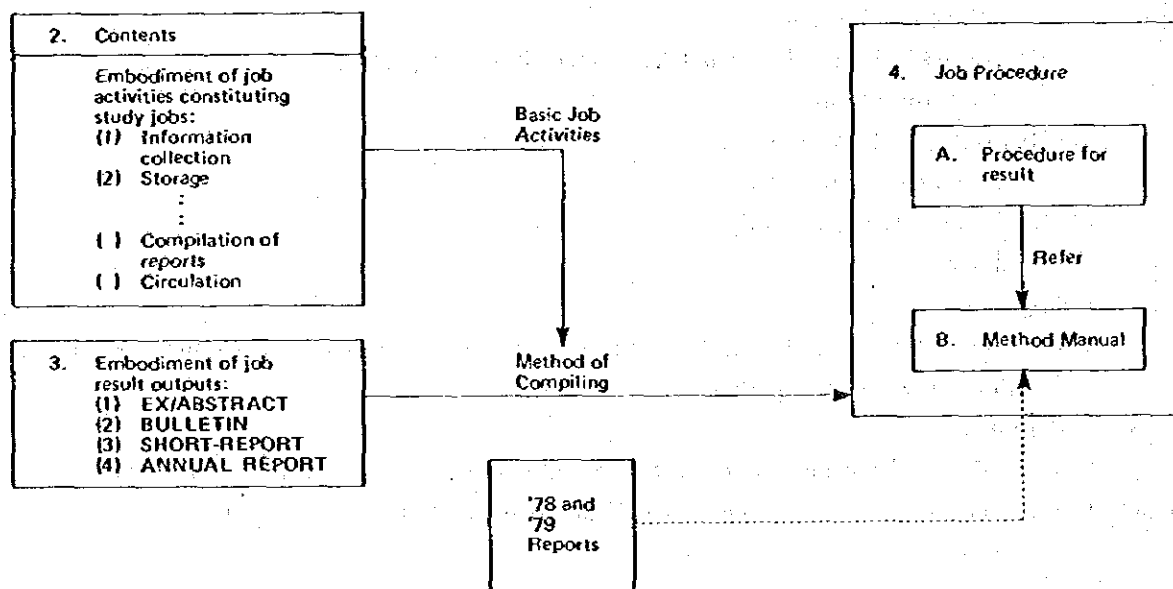 2. Contents
Embodiment of job
activities constituting
study jobs:
(1) Information
collection
(2) Storage
:
:
( ) Compilation of
reports
( ) Circulation
Basic Job
Activities
3. Embodiment of job
result outputs:
(1) EX/ABSTRACT
(2) BULLETIN
(3) SHORT-REPORT
(4) ANNUAL REPORT
Method of
Compiling
'78 and
'79
Reports
4. Job Procedure
A. Procedure for
result
Refer
B. Method Manual